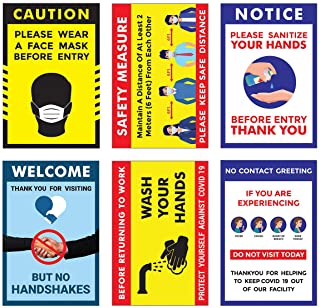 CAUTION
PLEASE WEAR
A FACE MASK
BEFORE ENTRY
SAFETY MEASURE
Maintain A Distance Of At Least 2
Meters (6 Feet) From Each Other
PLEASE KEEP SAFE DISTANCE
NOTICE
PLEASE SANITIZE
YOUR HANDS
BEFORE ENTRY
THANK YOU
WELCOME
THANK YOU FOR VISITING
BUT NO
HANDSHAKES
BEFORE RETURNING TO WORK
WASH
YOUR
HANDS
PROTECT YOURSELF AGAINST COVID 19
NO CONTACT GREETING
IF YOU ARE
EXPERIENCING
DO NOT VISIT TODAY
THANKYOU FOR HELPING
TO KEEP COVID 19 OUT
OF OUR FACILITY